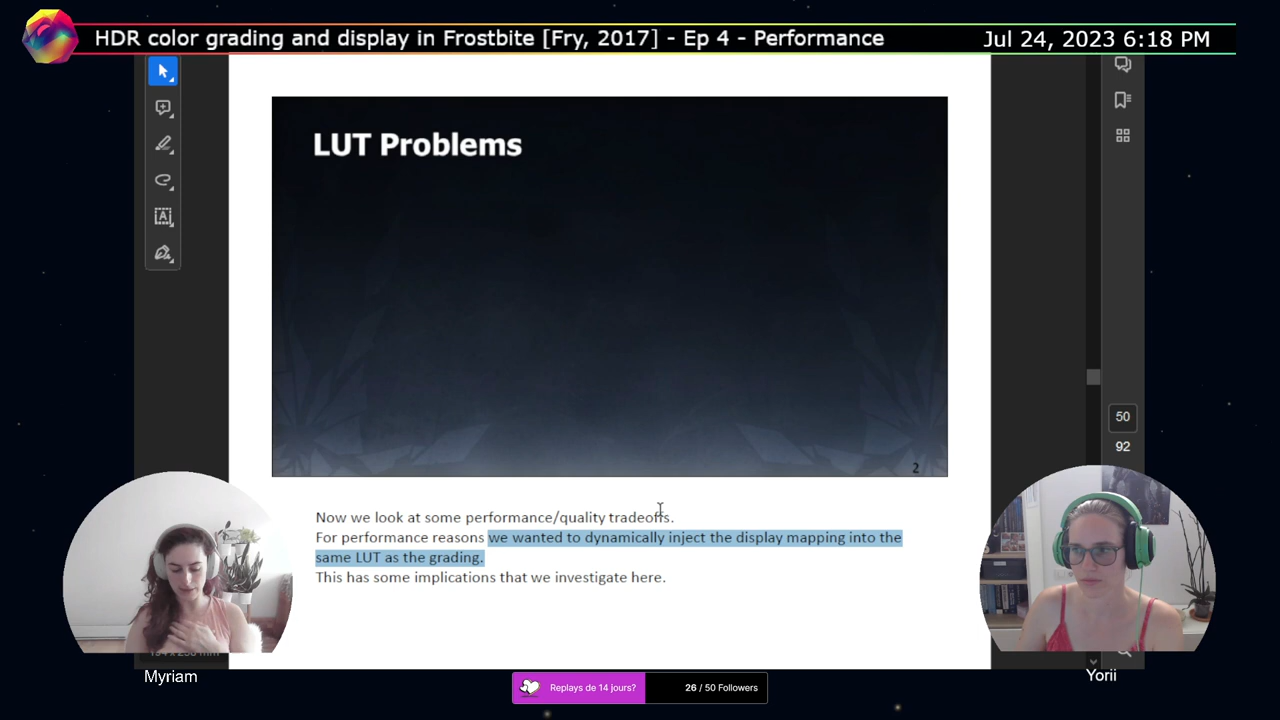 HDR color grading and display in Frostbite [Fry, 2017] - Ep 4 - Performance
Jul 24, 2023 6:18 PM
LUT Problems
2
50
92
Now we look at some performance/quality tradeoffs.
For performance reasons we wanted to dynamically inject the display mapping into the
same LUT as the grading.
This has some implications that we investigate here.
Myriam
Yorii
Replays de 14 jours?
26 / 50 Followers